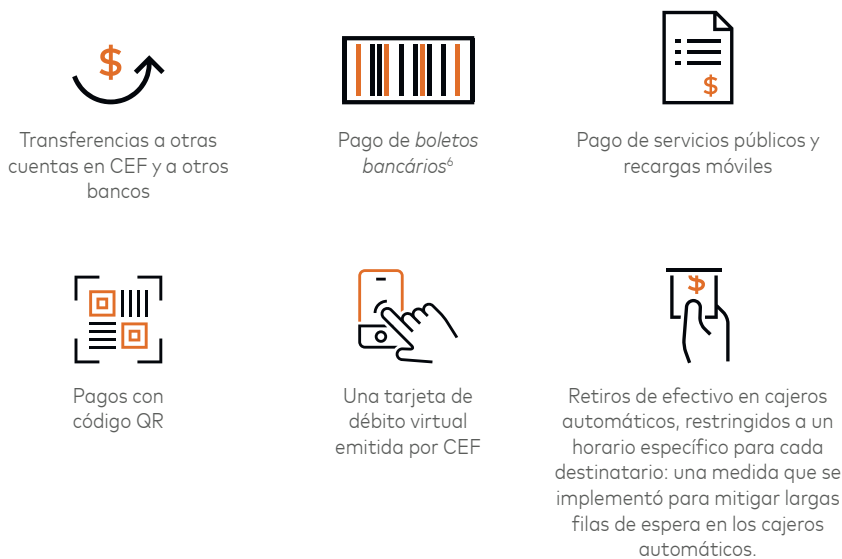 Transferencias a otras
cuentas en CEF y a otros
bancos
Pago de boletos
bancários⁶
Pago de servicios públicos y
recargas móviles
Pagos con
código QR
Una tarjeta de
débito virtual
emitida por CEF
Retiros de efectivo en cajeros
automáticos, restringidos a un
horario específico para cada
destinatario: una medida que se
implementó para mitigar largas
filas de espera en los cajeros
automáticos.